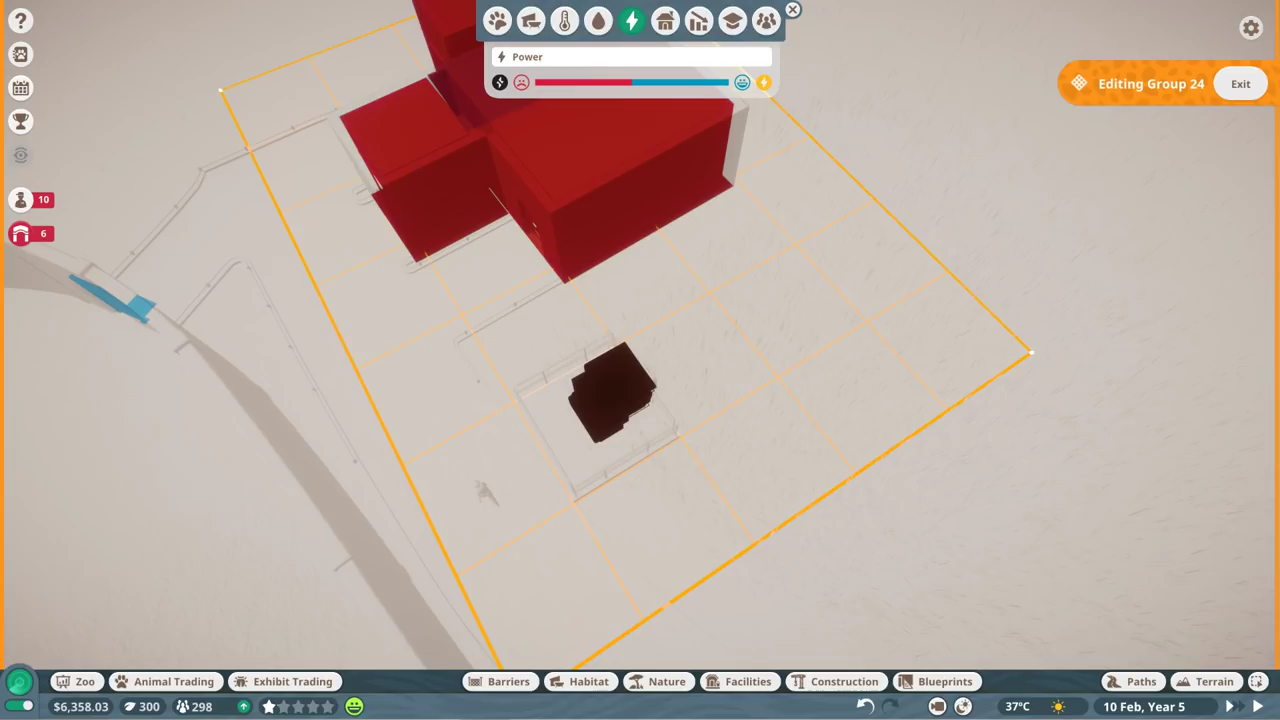 Power
Editing Group 24
Exit
10
6
Zoo
Animal Trading
Exhibit Trading
Barriers
Habitat
Nature
Facilities
Construction
Blueprints
Paths
Terrain
$6,358.03
300
298
37°C
10 Feb, Year 5